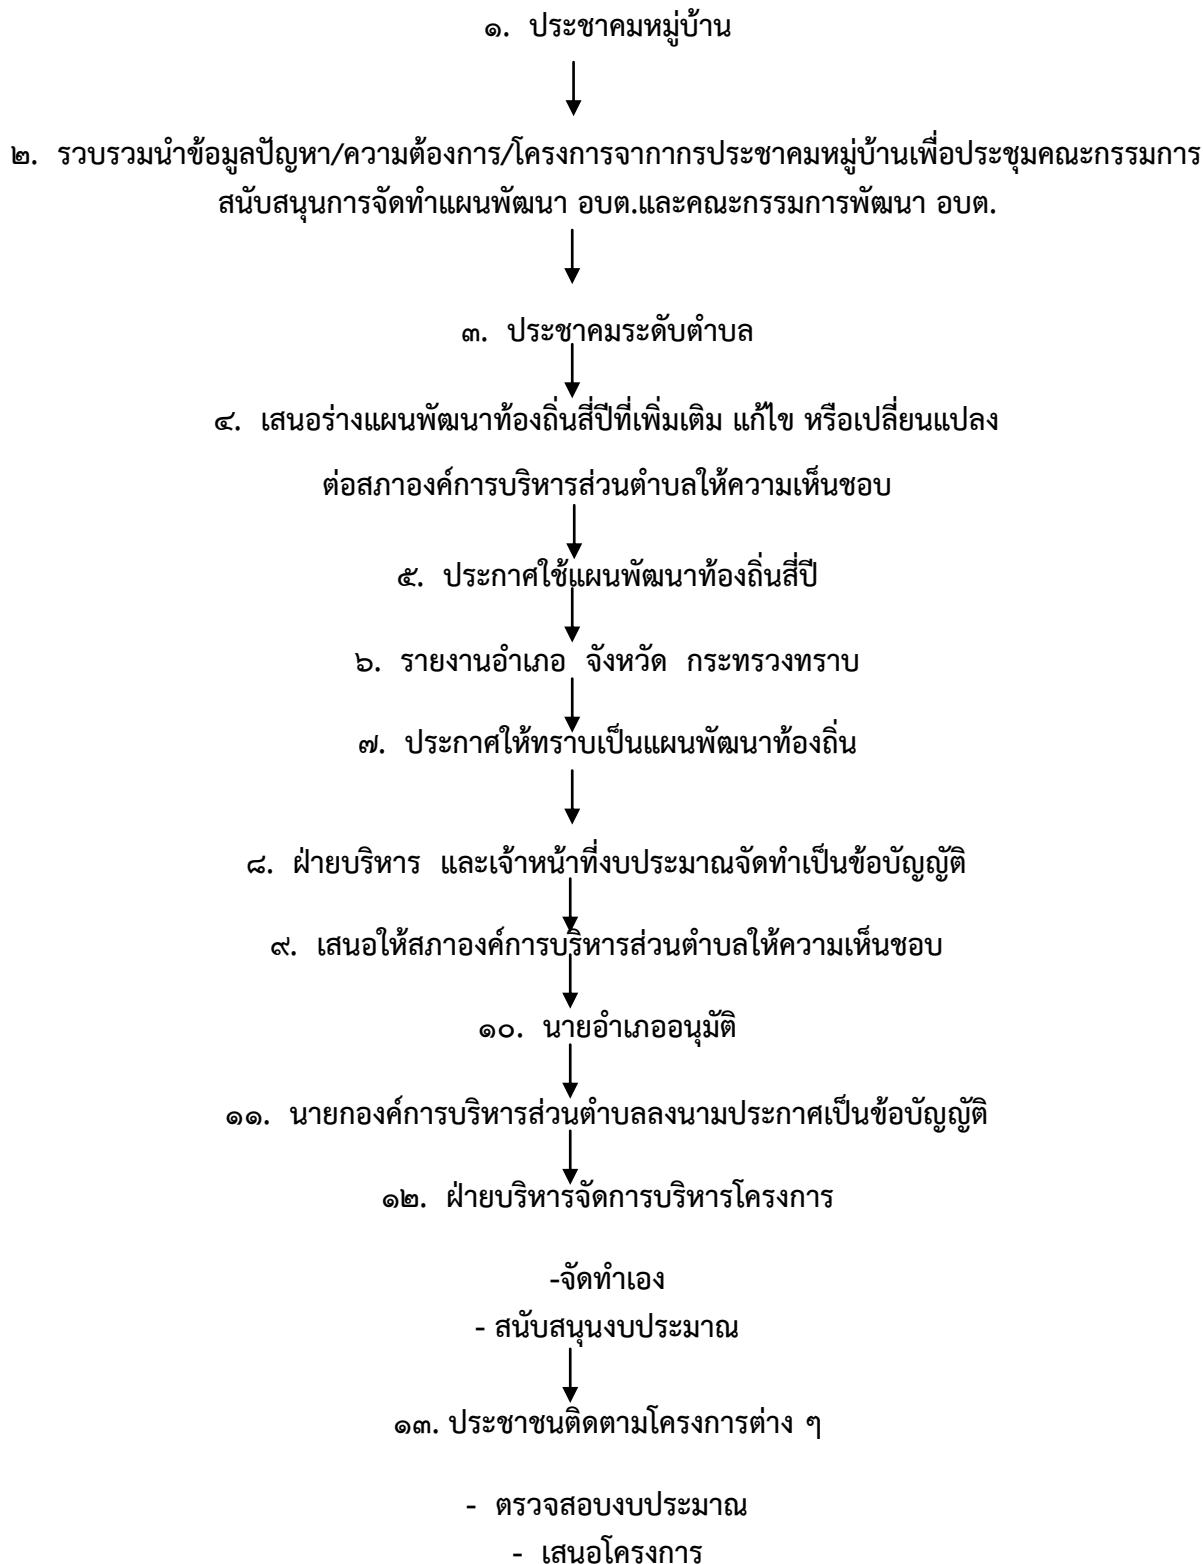 ๑. ประชาคมหมู่บ้าน
๒. รวบรวมนำข้อมูลปัญหา/ความต้องการ/โครงการจากากรประชาคมหมู่บ้านเพื่อประชุมคณะกรรมการ
สนับสนุนการจัดทำแผนพัฒนา อบต.และคณะกรรมการพัฒนา อบต.
๓. ประชาคมระดับตำบล
๔. เสนอร่างแผนพัฒนาท้องถิ่นสี่ปีที่เพิ่มเติม แก้ไข หรือเปลี่ยนแปลง
ต่อสภาองค์การบริหารส่วนตำบลให้ความเห็นชอบ
๕. ประกาศใช้แผนพัฒนาท้องถิ่นสี่ปี
๖. รายงานอำเภอ จังหวัด กระทรวงทราบ
๗. ประกาศให้ทราบเป็นแผนพัฒนาท้องถิ่น
๘. ฝ่ายบริหาร และเจ้าหน้าที่งบประมาณจัดทำเป็นข้อบัญญัติ
๙. เสนอให้สภาองค์การบริหารส่วนตำบลให้ความเห็นชอบ
๑๐. นายอำเภออนุมัติ
๑๑. นายกองค์การบริหารส่วนตำบลลงนามประกาศเป็นข้อบัญญัติ
๑๒. ฝ่ายบริหารจัดการบริหารโครงการ
-จัดทำเอง
- สนับสนุนงบประมาณ
๑๓. ประชาชนติดตามโครงการต่าง ๆ
- ตรวจสอบงบประมาณ
- เสนอโครงการ